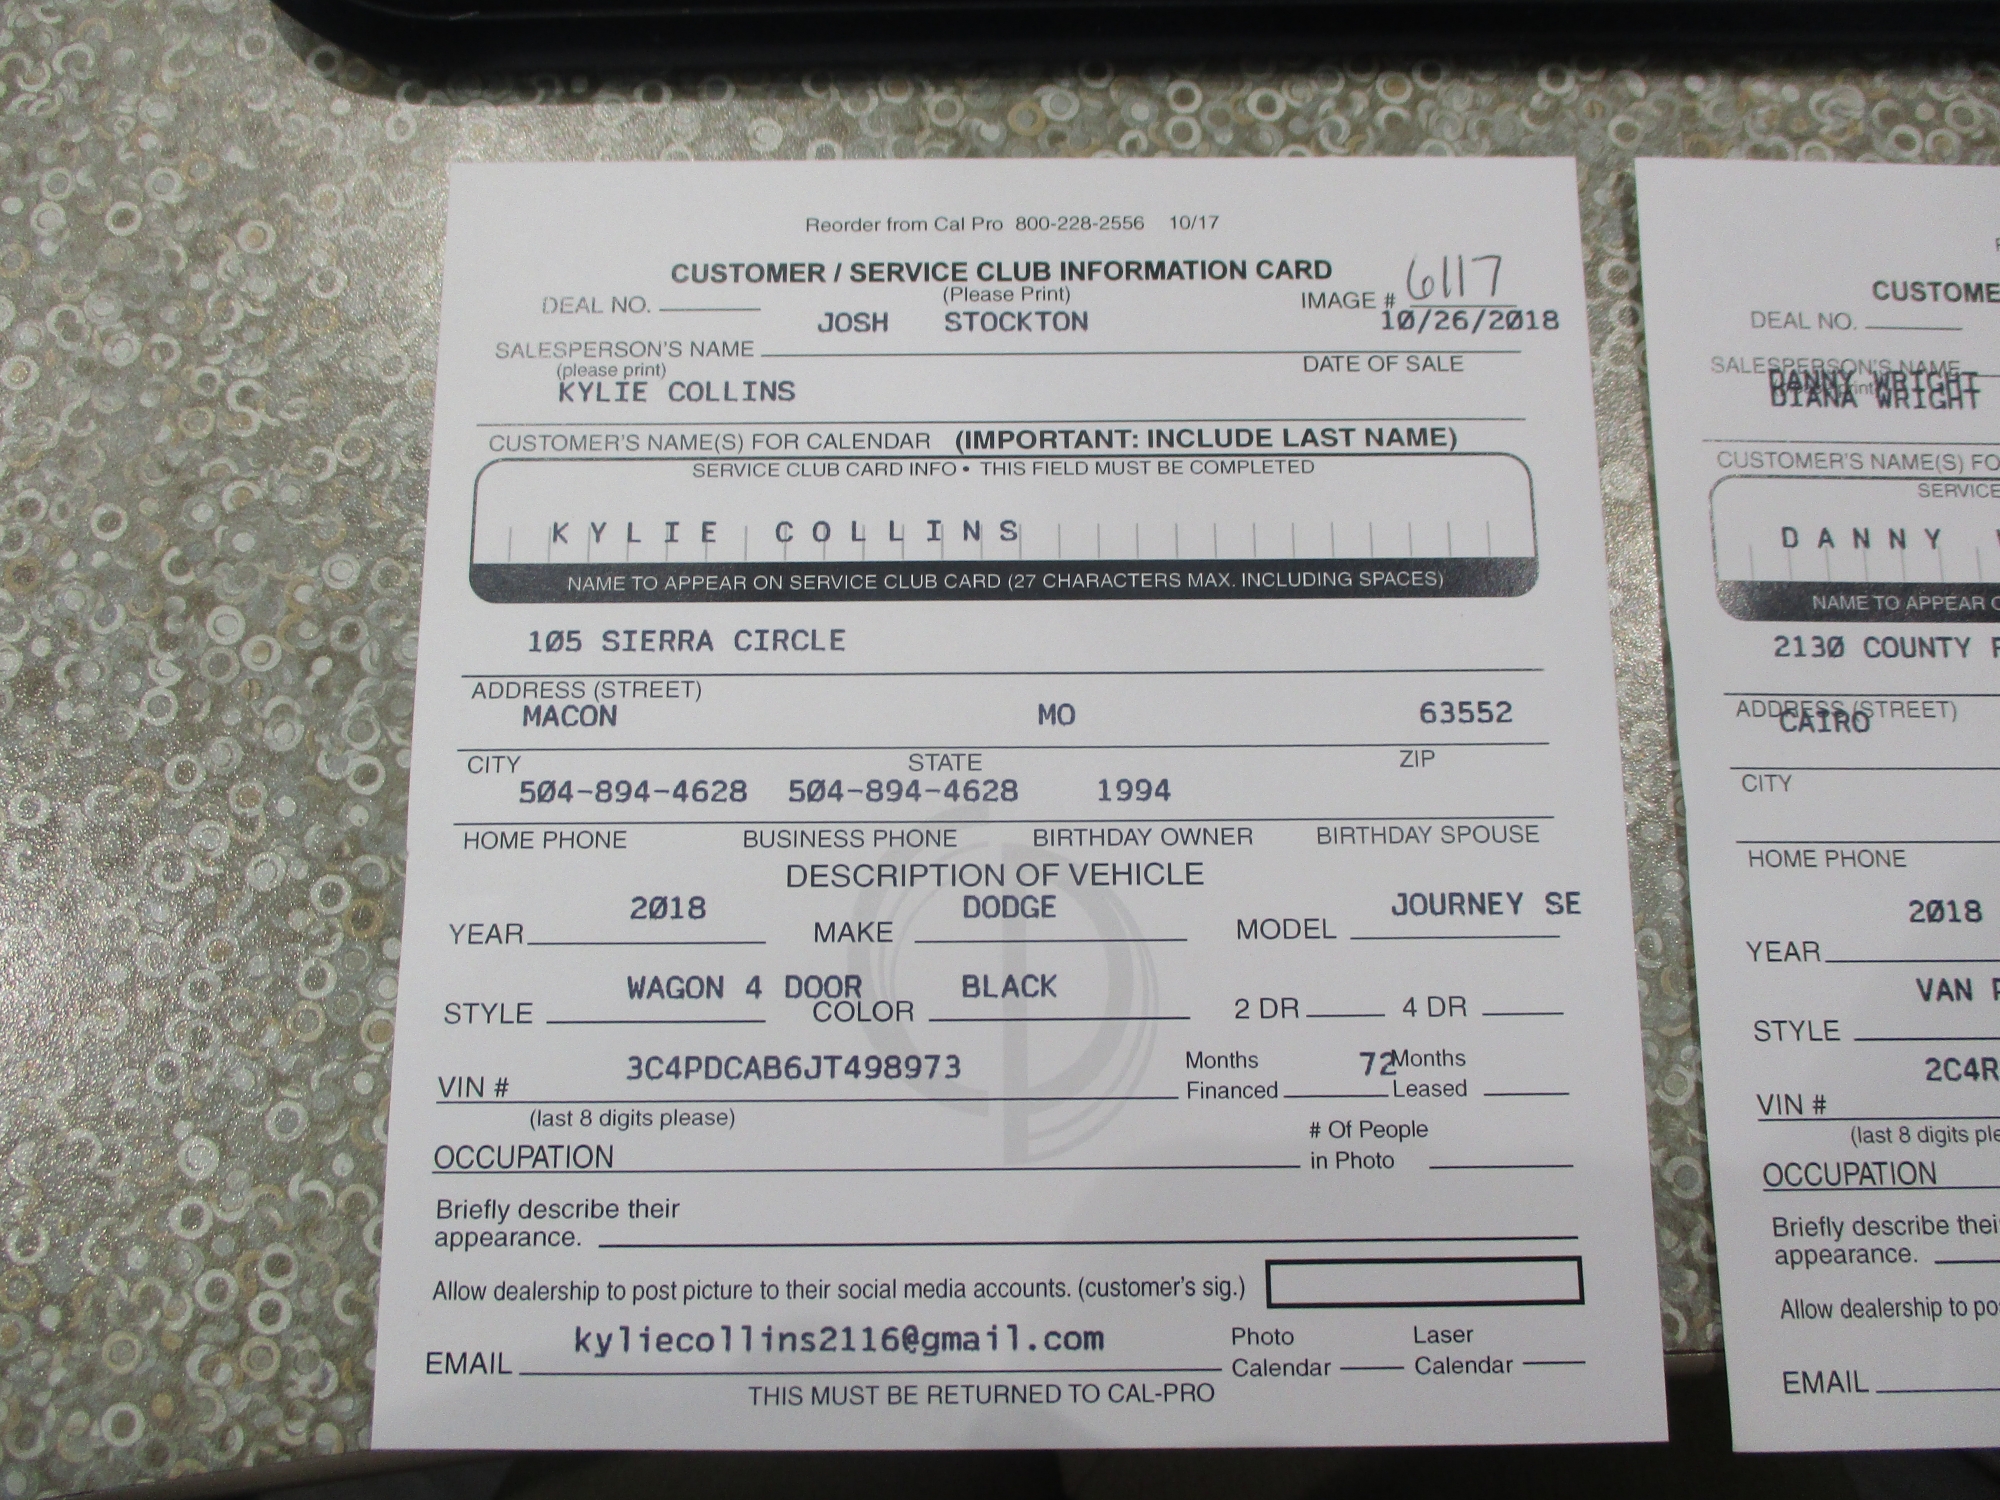 Reorder from Cal Pro 800-228-2556 10/17
CUSTOMER / SERVICE CLUB INFORMATION CARD
(Please Print)
DEAL NO.
IMAGE # 6117
JOSH STOCKTON 10/26/2018
SALESPERSON'S NAME
(please print)
DATE OF SALE
KYLIE COLLINS
CUSTOMER'S NAME(S) FOR CALENDAR (IMPORTANT: INCLUDE LAST NAME)
SERVICE CLUB CARD INFO • THIS FIELD MUST BE COMPLETED
KYLIE COLLINS
NAME TO APPEAR ON SERVICE CLUB CARD (27 CHARACTERS MAX. INCLUDING SPACES)
105 SIERRA CIRCLE
ADDRESS (STREET)
MACON MO 63552
CITY STATE ZIP
504-894-4628 504-894-4628 1994
HOME PHONE BUSINESS PHONE BIRTHDAY OWNER BIRTHDAY SPOUSE
DESCRIPTION OF VEHICLE
2018 DODGE JOURNEY SE
YEAR MAKE MODEL
WAGON 4 DOOR BLACK
STYLE COLOR 2 DR 4 DR
3C4PDCAB6JT498973 72
VIN # Months Financed Months Leased
(last 8 digits please)
OCCUPATION # Of People in Photo
Briefly describe their
appearance.
Allow dealership to post picture to their social media accounts. (customer's sig.)
kyliecollins2116@gmail.com
EMAIL Photo Calendar Laser Calendar
THIS MUST BE RETURNED TO CAL-PRO
DEAL NO.
SALESPERSON'S NAME
DANNY WRIGHT
DIANA WRIGHT
CUSTOMER'S NAME(S)
DANNY
NAME TO APPEAR
2130 COUNTY
ADDRESS (STREET)
CAIRO
CITY
HOME PHONE
2018
YEAR
VAN
STYLE
2C4R
VIN #
(last 8 digits
OCCUPATION
Briefly describe
appearance.
Allow dealership to
EMAIL